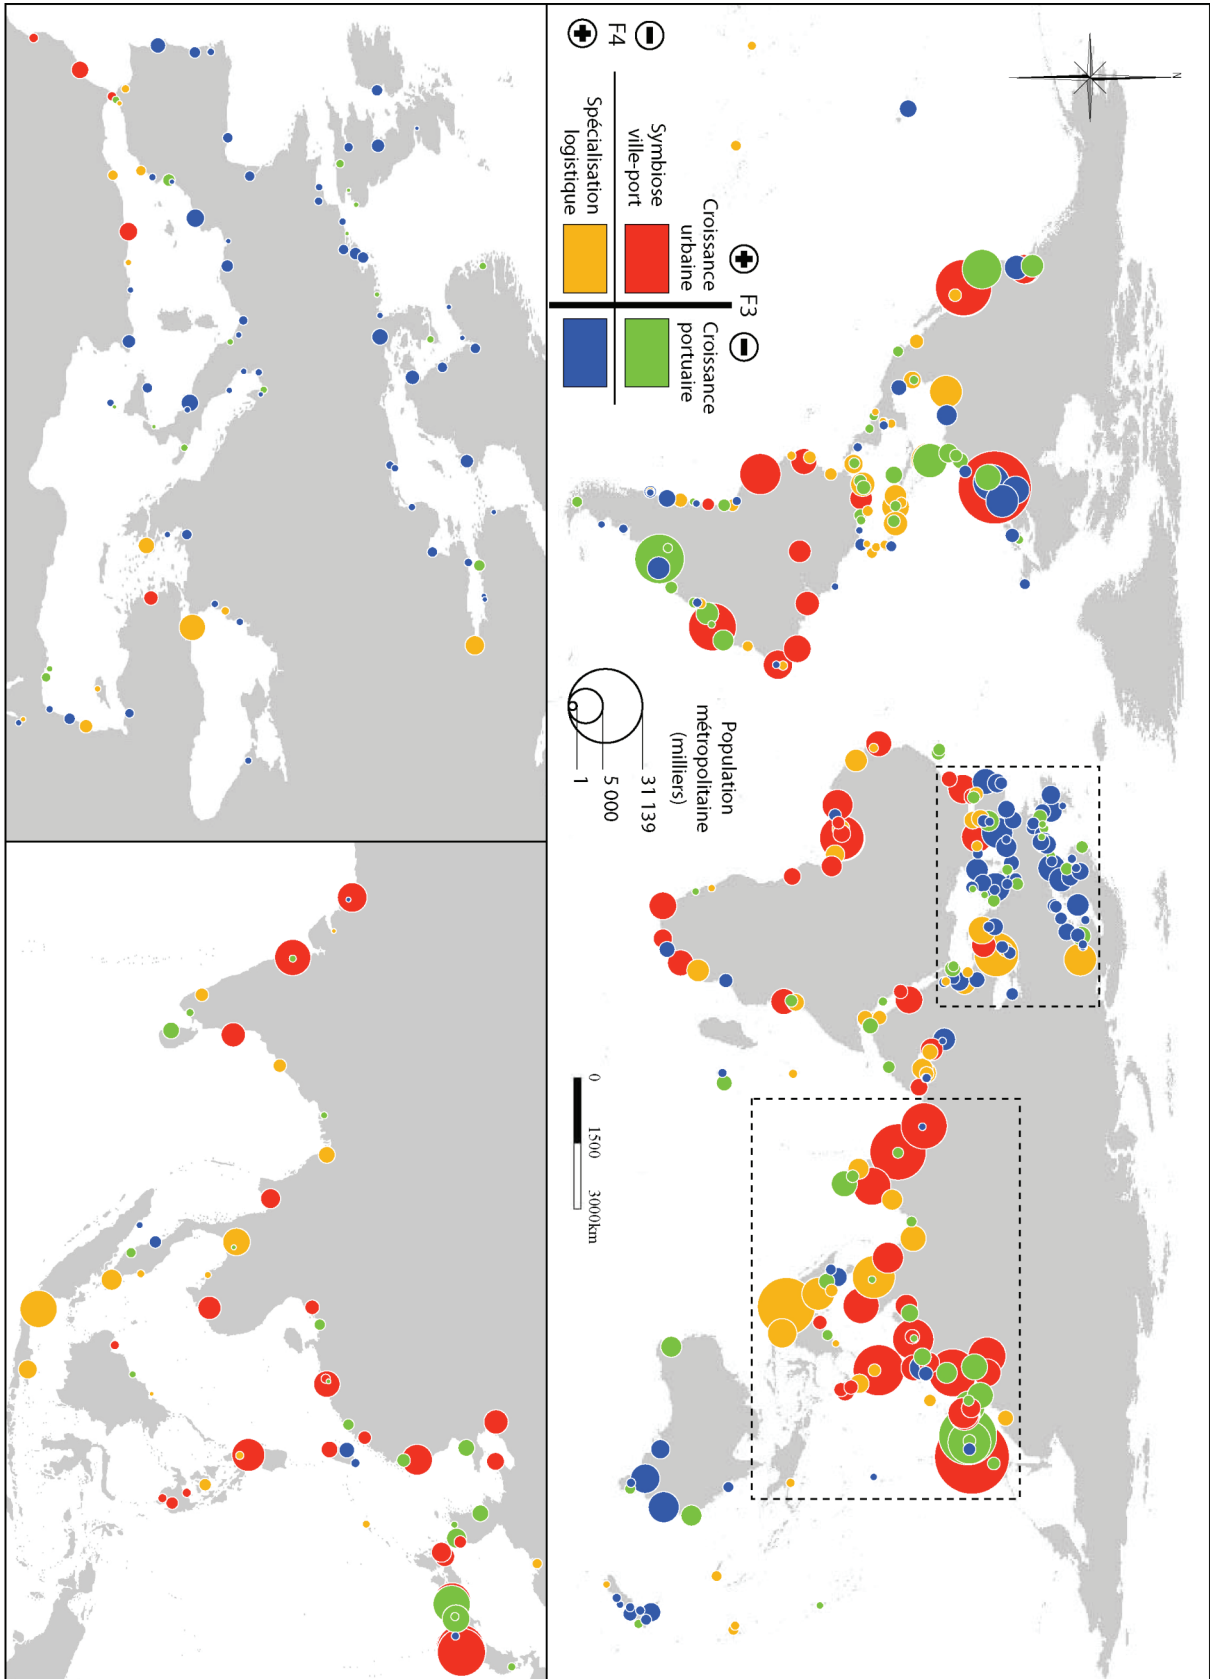 N
F3
F4
Croissance
urbaine
Croissance
portuaire
Symbiose
ville-port
Spécialisation
logistique
Population
métropolitaine
(milliers)
31 139
5 000
1
0
1500
3000km